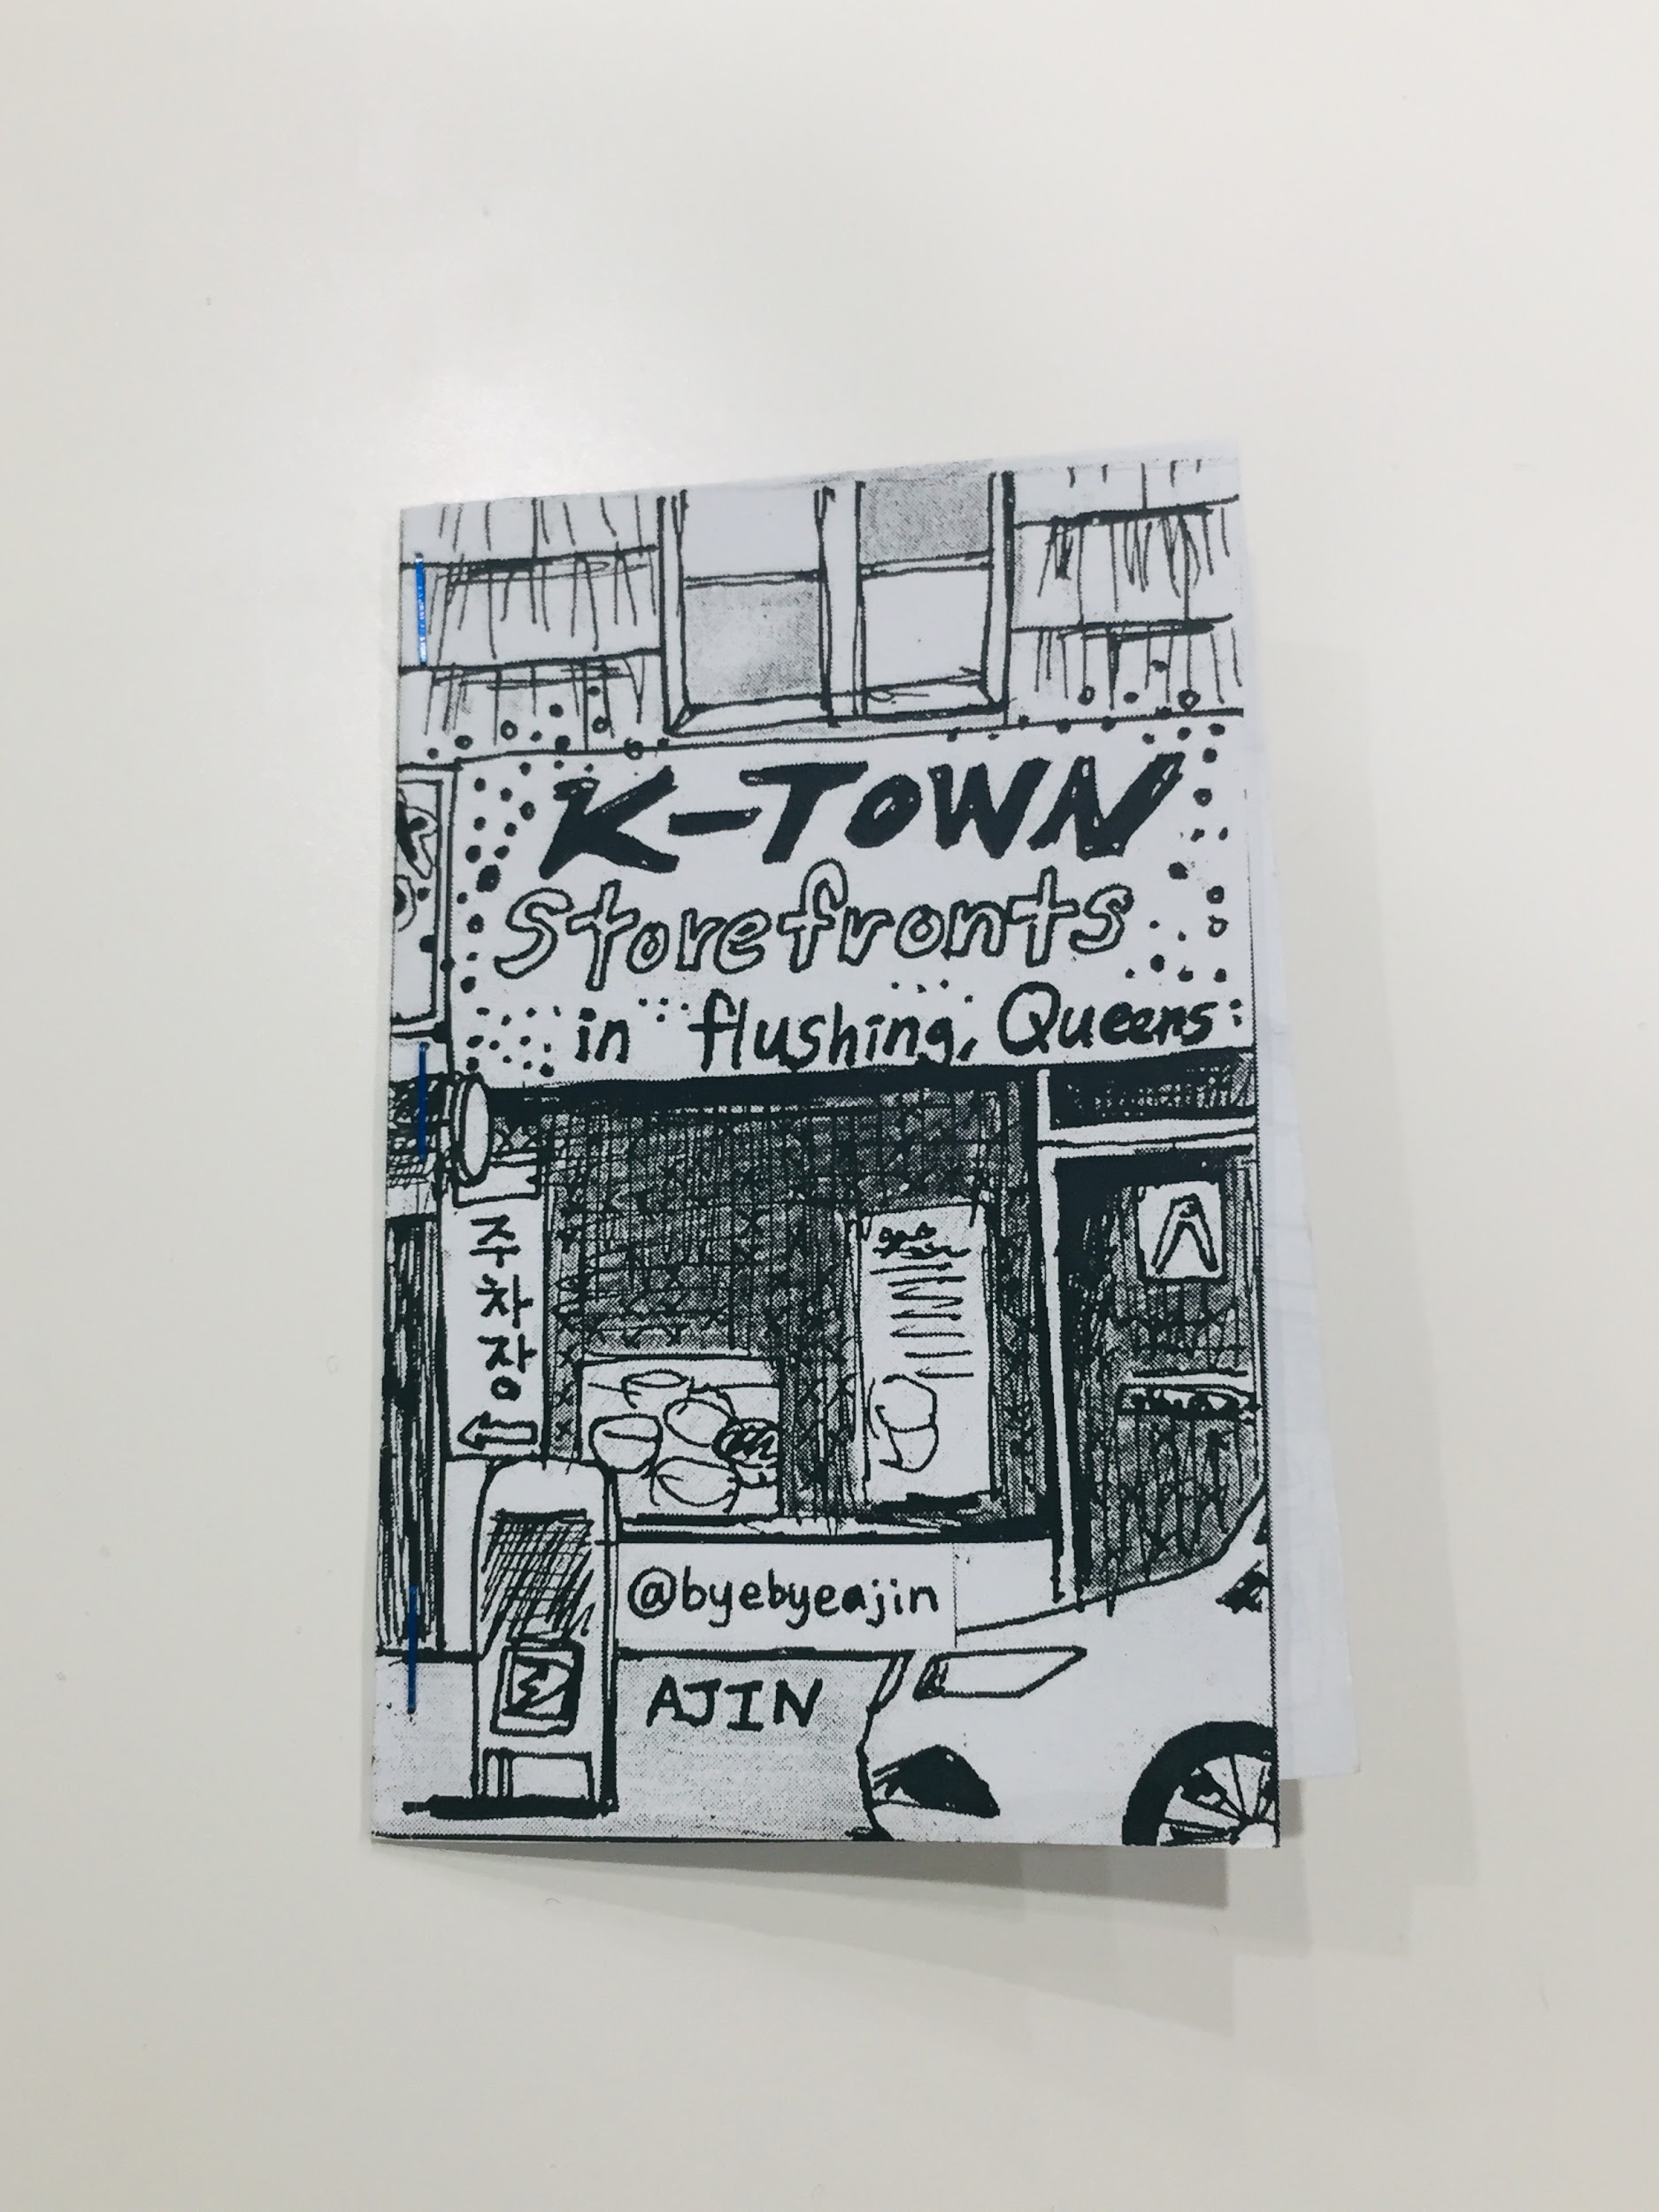 K-TOWN
Storefronts
in flushing, Queens
주차장
A
@byebyeajin
AJIN